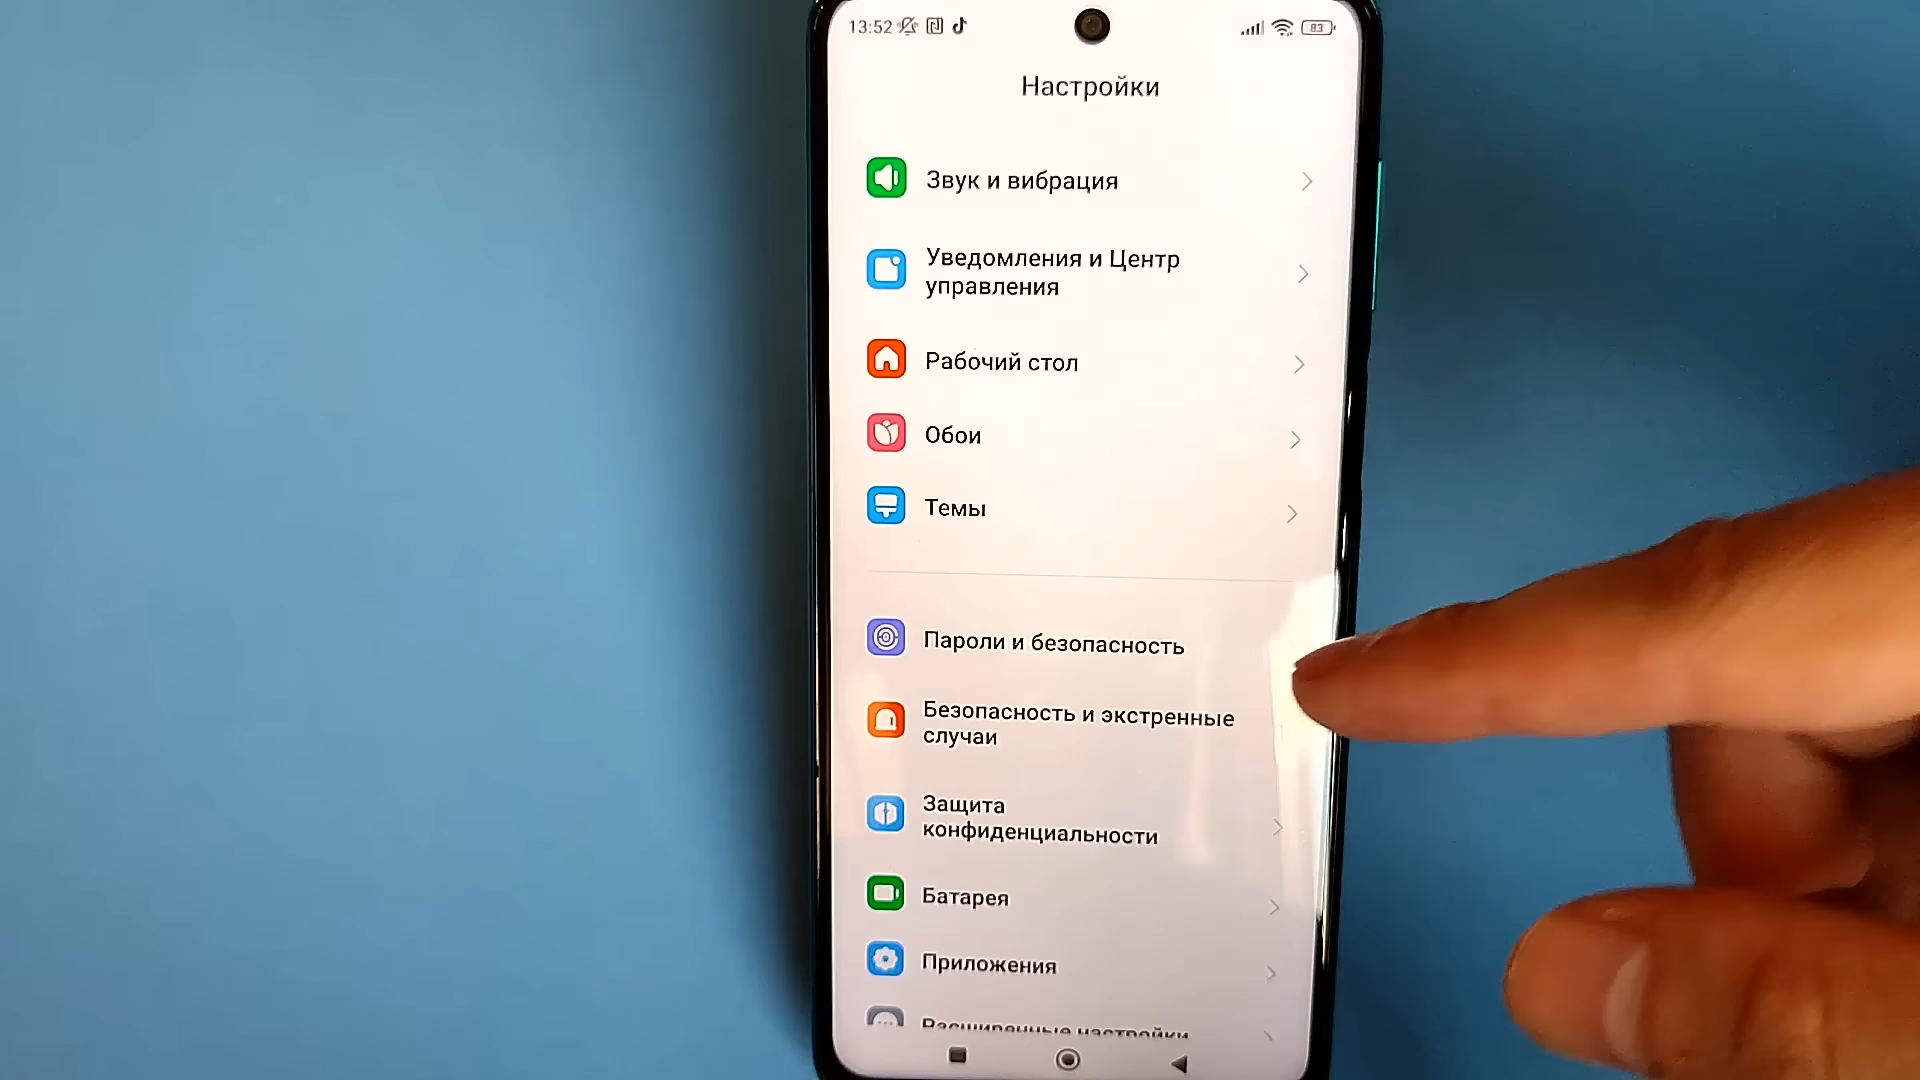 13:52
83
Настройки
Звук и вибрация
Уведомления и Центр
управления
Рабочий стол
Обои
Темы
Пароли и безопасность
Безопасность и экстренные
случаи
Защита
конфиденциальности
Батарея
Приложения
Расширенные настройки